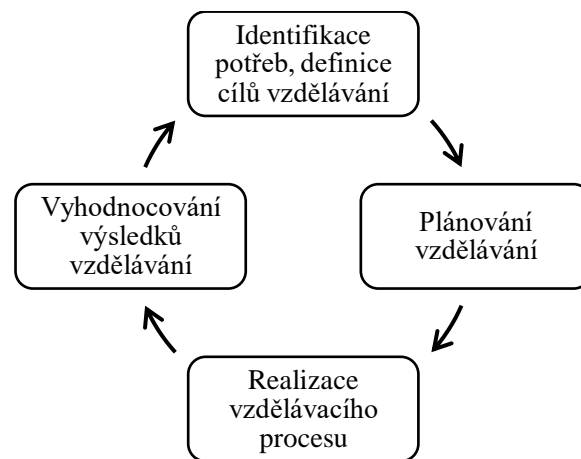 Identifikace
potřeb, definice
cílů vzdělávání
Plánování
vzdělávání
Realizace
vzdělávacího
procesu
Vyhodnocování
výsledků
vzdělávání